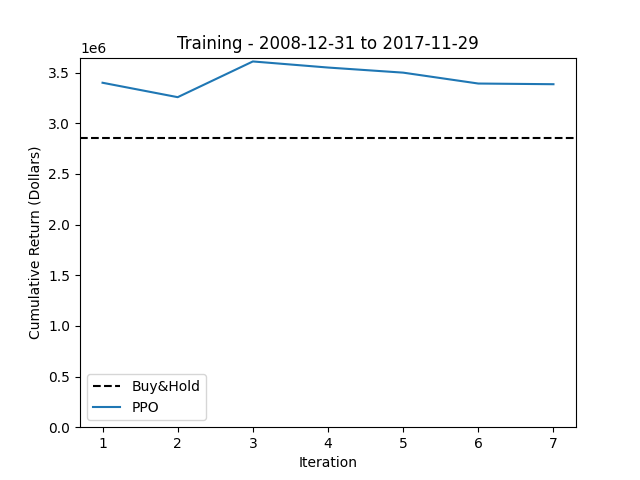 Training - 2008-12-31 to 2017-11-29
1e6
3.5
3.0
2.5
2.0
1.5
1.0
0.5
0.0
Cumulative Return (Dollars)
Buy&Hold
PPO
1 2 3 4 5 6 7
Iteration